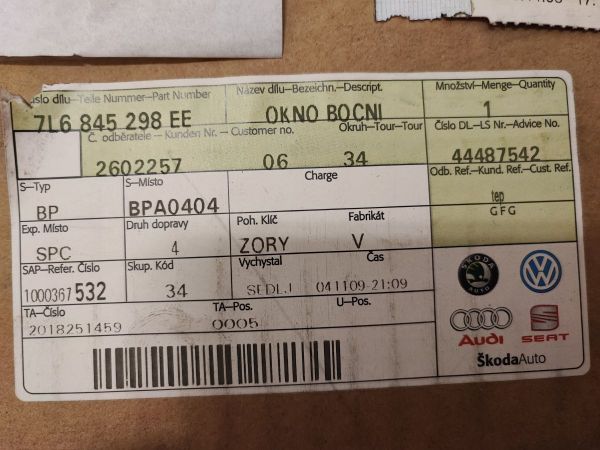 číslo dílu—Teile Nummer—Part Number
Název dílu—Bezeichn.—Descript.
Množství—Menge—Quantity
7L6 845 298 EE
OKNO BOCNI
1
Č. odběratele—Kunden Nr.—Customer no.
Okruh—Tour—Tour
Číslo DL.—LS Nr.—Advice No.
2602257
06
34
44487542
S—Typ
S—Místo
Charge
Odb. Ref.—Kund. Ref.—Cust. Ref.
BP
BPA0404
tep
GFG
Exp. Místo
Druh dopravy
Poh. Klíč
Fabrikát
SPC
4
ZORY
V
SAP—Refer. Číslo
Skup. Kód
Vychystal
Čas
1000367532
34
SEDLJ
041109-21:09
TA—Číslo
TA—Pos.
U—Pos.
2018251459
0005
ŠKODA
AUTO
Audi
SEAT
ŠkodaAuto